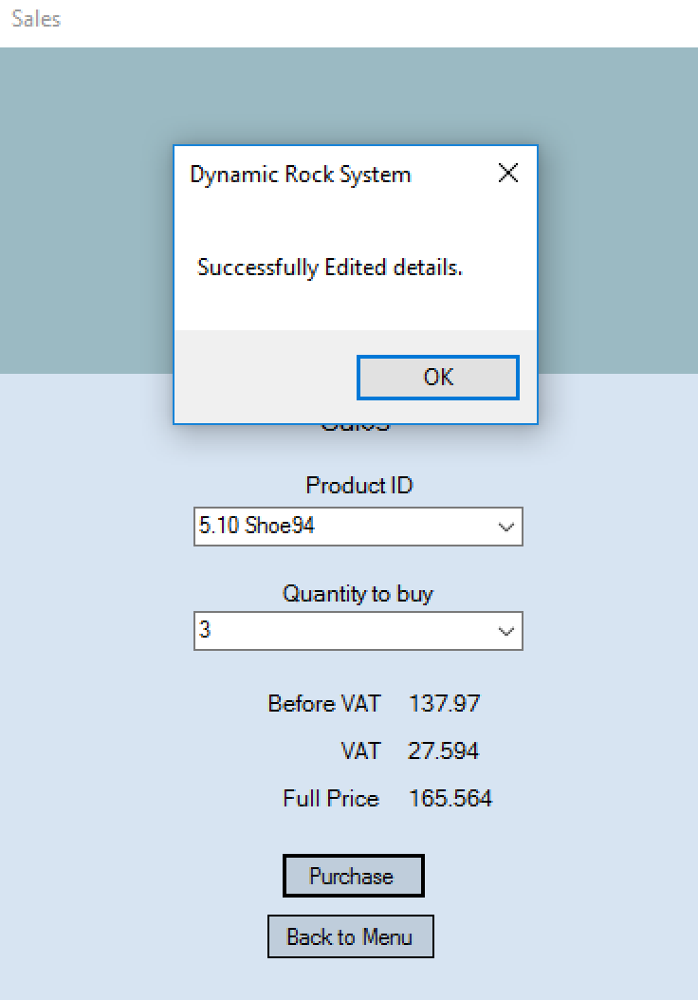 Sales
Dynamic Rock System
Successfully Edited details.
OK
Sales
Product ID
5.10 Shoe94
Quantity to buy
3
Before VAT 137.97
VAT 27.594
Full Price 165.564
Purchase
Back to Menu